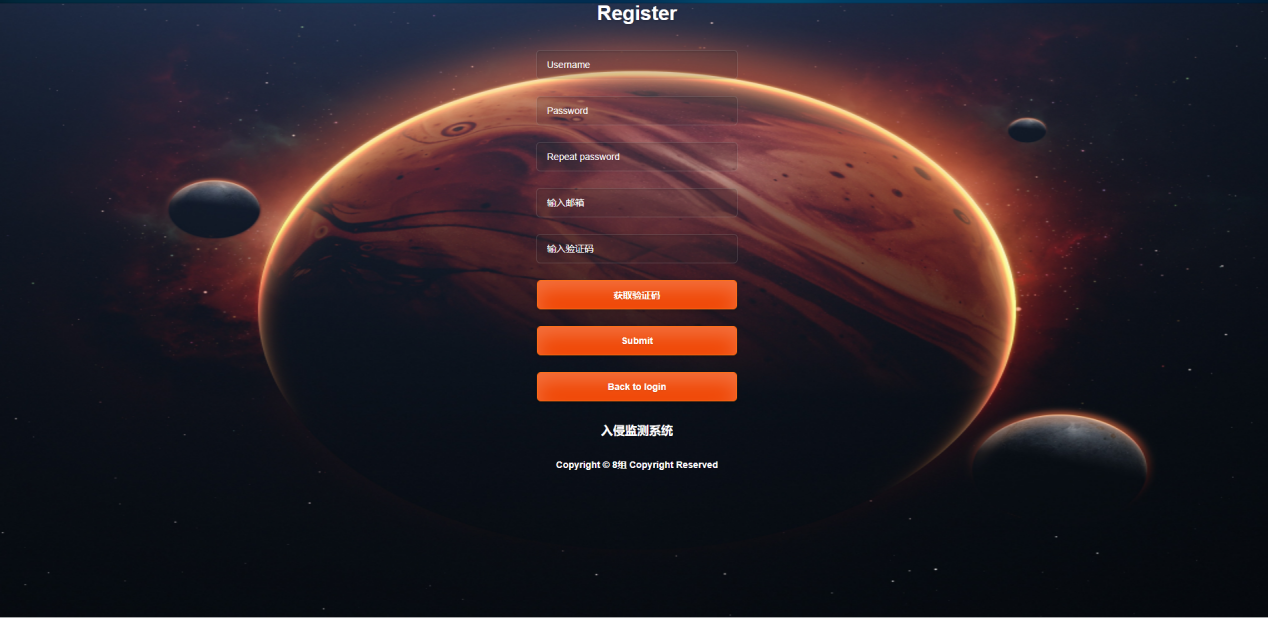 Register
Username
Password
Repeat password
输入邮箱
输入验证码
获取验证码
Submit
Back to login
入侵监测系统
Copyright © 8组 Copyright Reserved